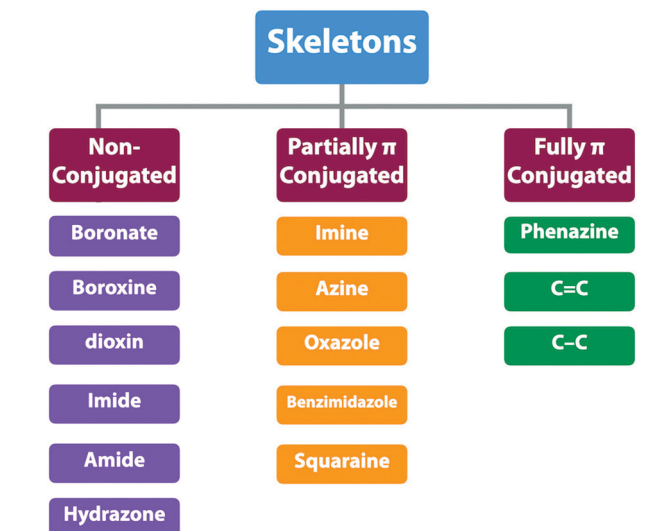 Skeletons
Non-
Conjugated
Boronate
Boroxine
dioxin
Imide
Amide
Hydrazone
Partially π
Conjugated
Imine
Azine
Oxazole
Benzimidazole
Squaraine
Fully π
Conjugated
Phenazine
C=C
C–C